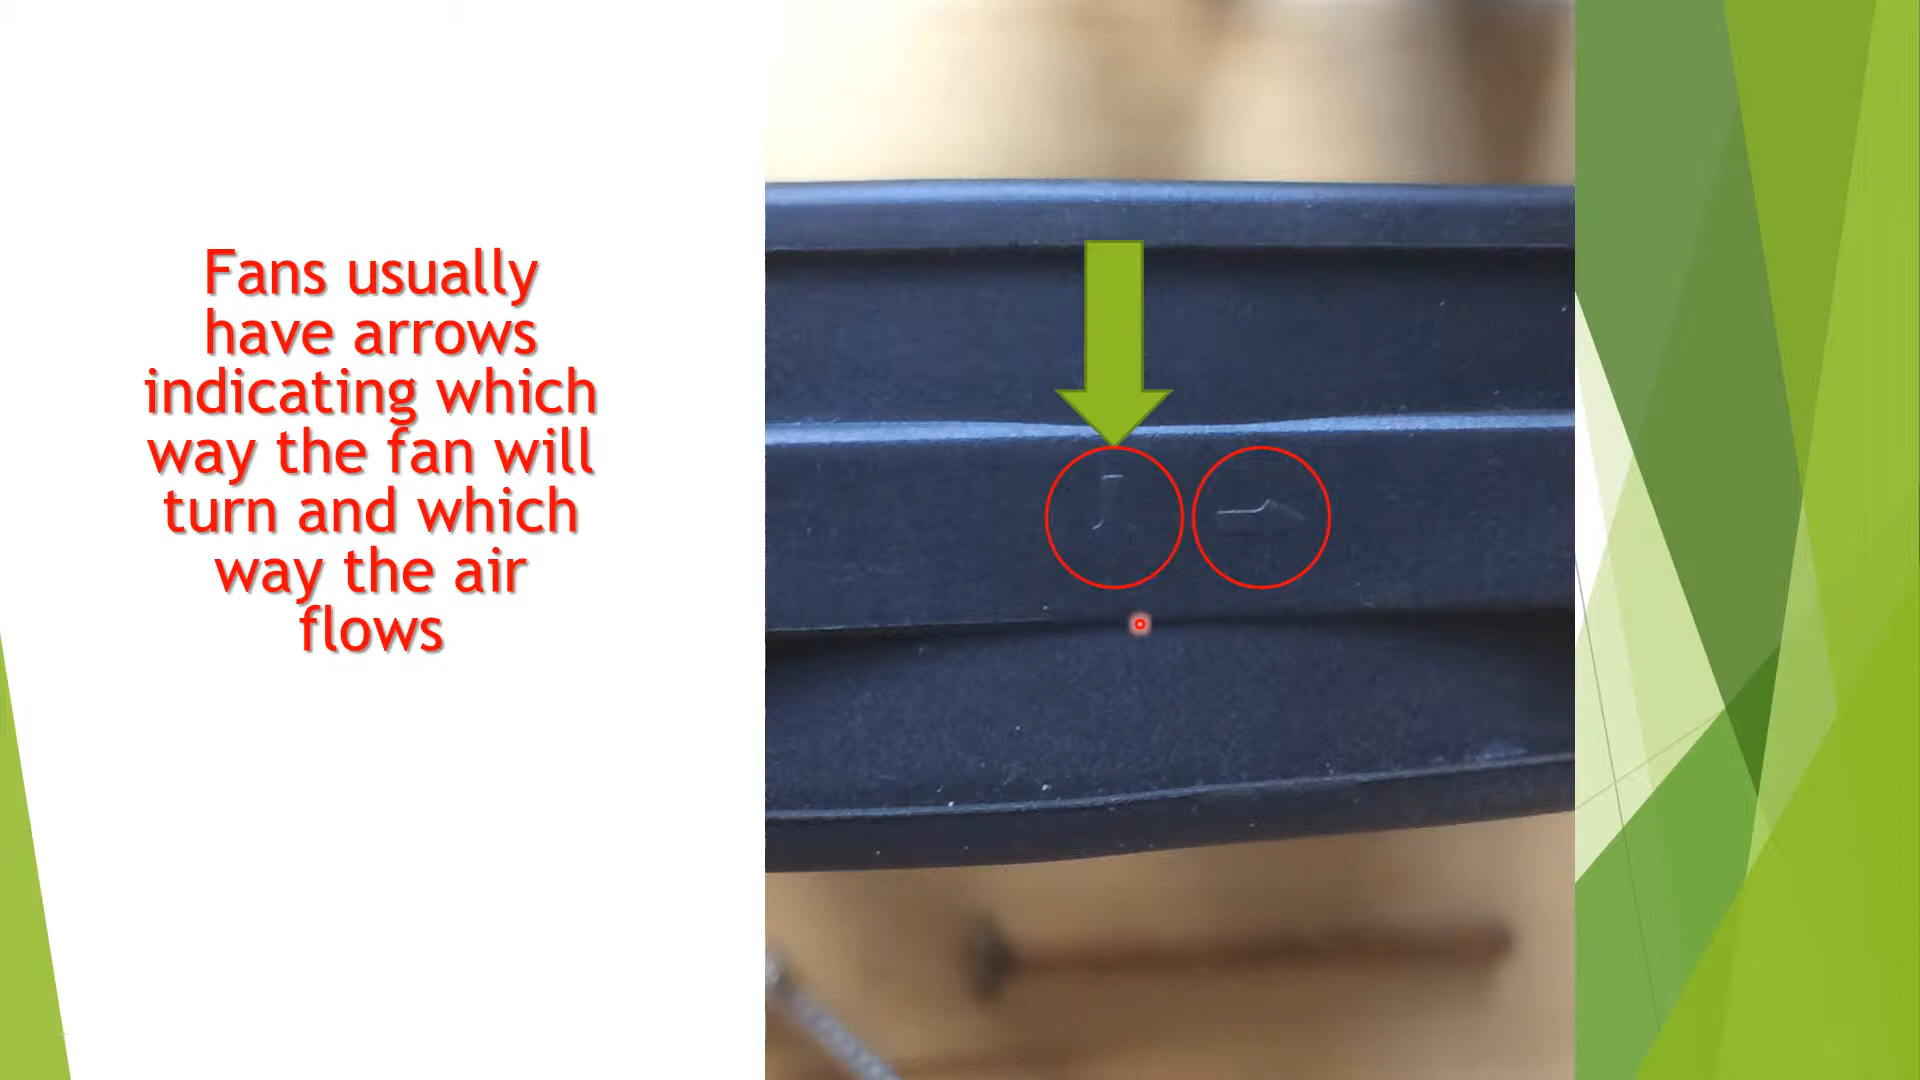 Fans usually
have arrows
indicating which
way the fan will
turn and which
way the air
flows